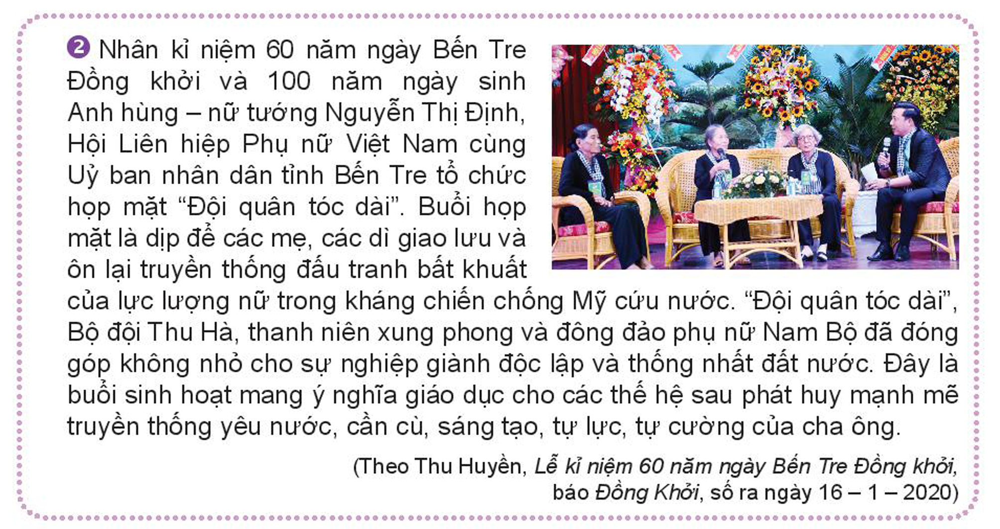 2 Nhân kỉ niệm 60 năm ngày Bến Tre
Đồng khởi và 100 năm ngày sinh
Anh hùng – nữ tướng Nguyễn Thị Định,
Hội Liên hiệp Phụ nữ Việt Nam cùng
Uỷ ban nhân dân tỉnh Bến Tre tổ chức
họp mặt “Đội quân tóc dài”. Buổi họp
mặt là dịp để các mẹ, các dì giao lưu và
ôn lại truyền thống đấu tranh bất khuất
của lực lượng nữ trong kháng chiến chống Mỹ cứu nước. “Đội quân tóc dài”,
Bộ đội Thu Hà, thanh niên xung phong và đông đảo phụ nữ Nam Bộ đã đóng
góp không nhỏ cho sự nghiệp giành độc lập và thống nhất đất nước. Đây là
buổi sinh hoạt mang ý nghĩa giáo dục cho các thế hệ sau phát huy mạnh mẽ
truyền thống yêu nước, cần cù, sáng tạo, tự lực, tự cường của cha ông.
(Theo Thu Huyền, Lễ kỉ niệm 60 năm ngày Bến Tre Đồng khởi,
báo Đồng Khởi, số ra ngày 16 – 1 – 2020)